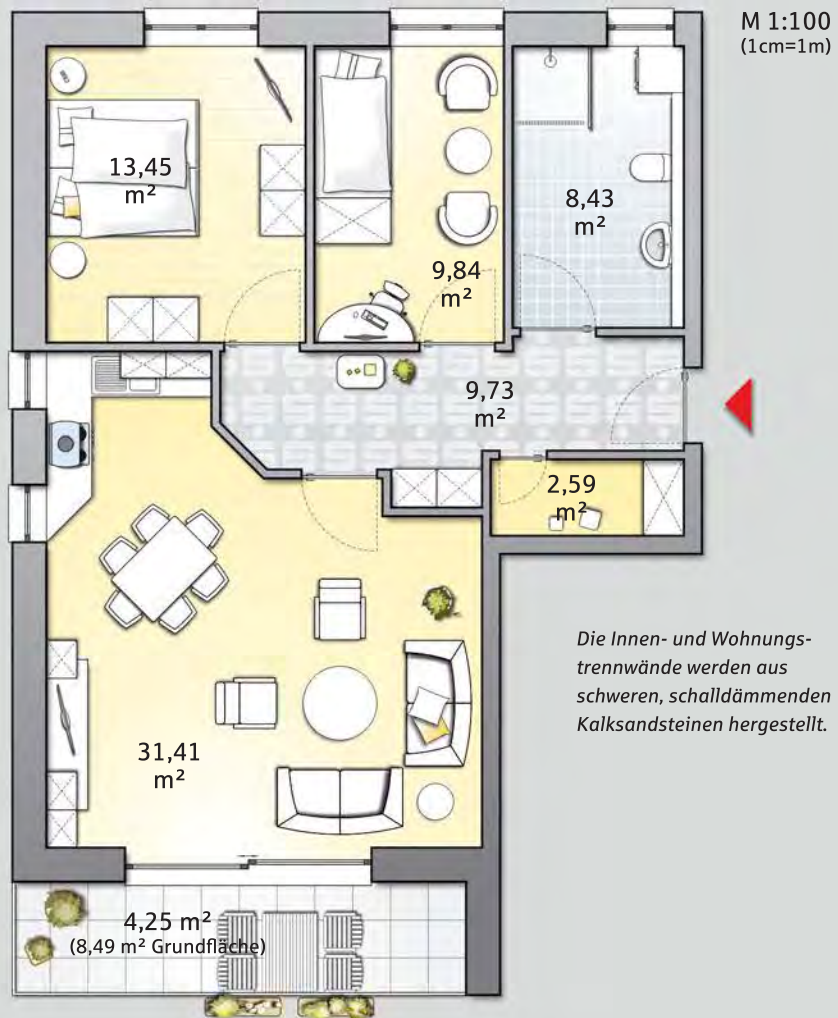 M 1:100
(1cm=1m)
13,45
m²
9,84
m²
8,43
m²
9,73
m²
2,59
m²
Die Innen- und Wohnungs-
trennwände werden aus
schweren, schalldämmenden
Kalksandsteinen hergestellt.
31,41
m²
4,25 m²
(8,49 m² Grundfläche)